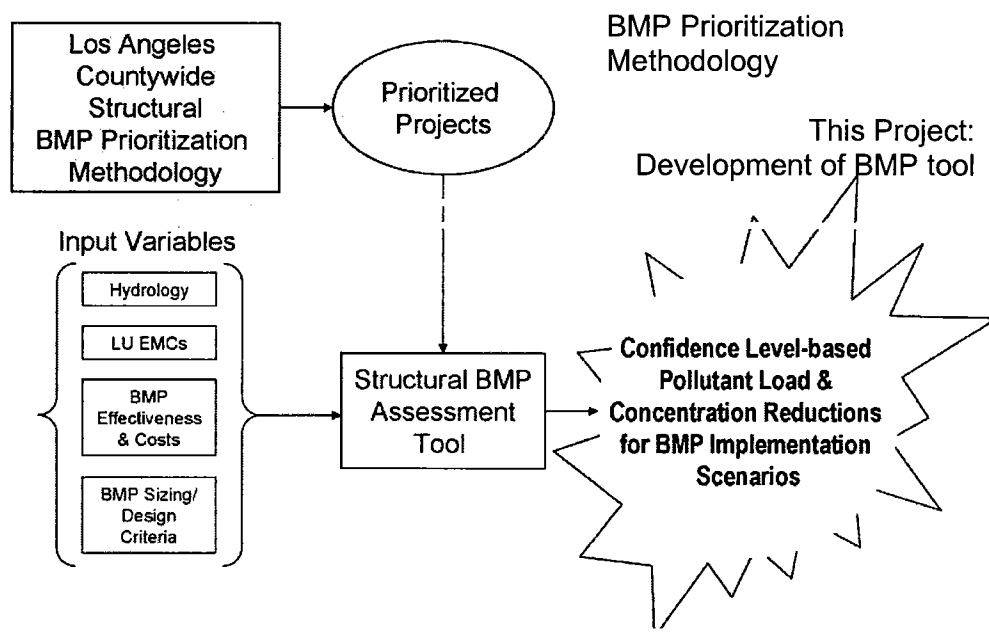 Los Angeles
Countywide
Structural
BMP Prioritization
Methodology
Prioritized
Projects
BMP Prioritization
Methodology
This Project:
Development of BMP tool
Input Variables
Hydrology
LU EMCs
BMP
Effectiveness
& Costs
BMP Sizing/
Design
Criteria
Structural BMP
Assessment
Tool
Confidence Level-based
Pollutant Load &
Concentration Reductions
for BMP Implementation
Scenarios